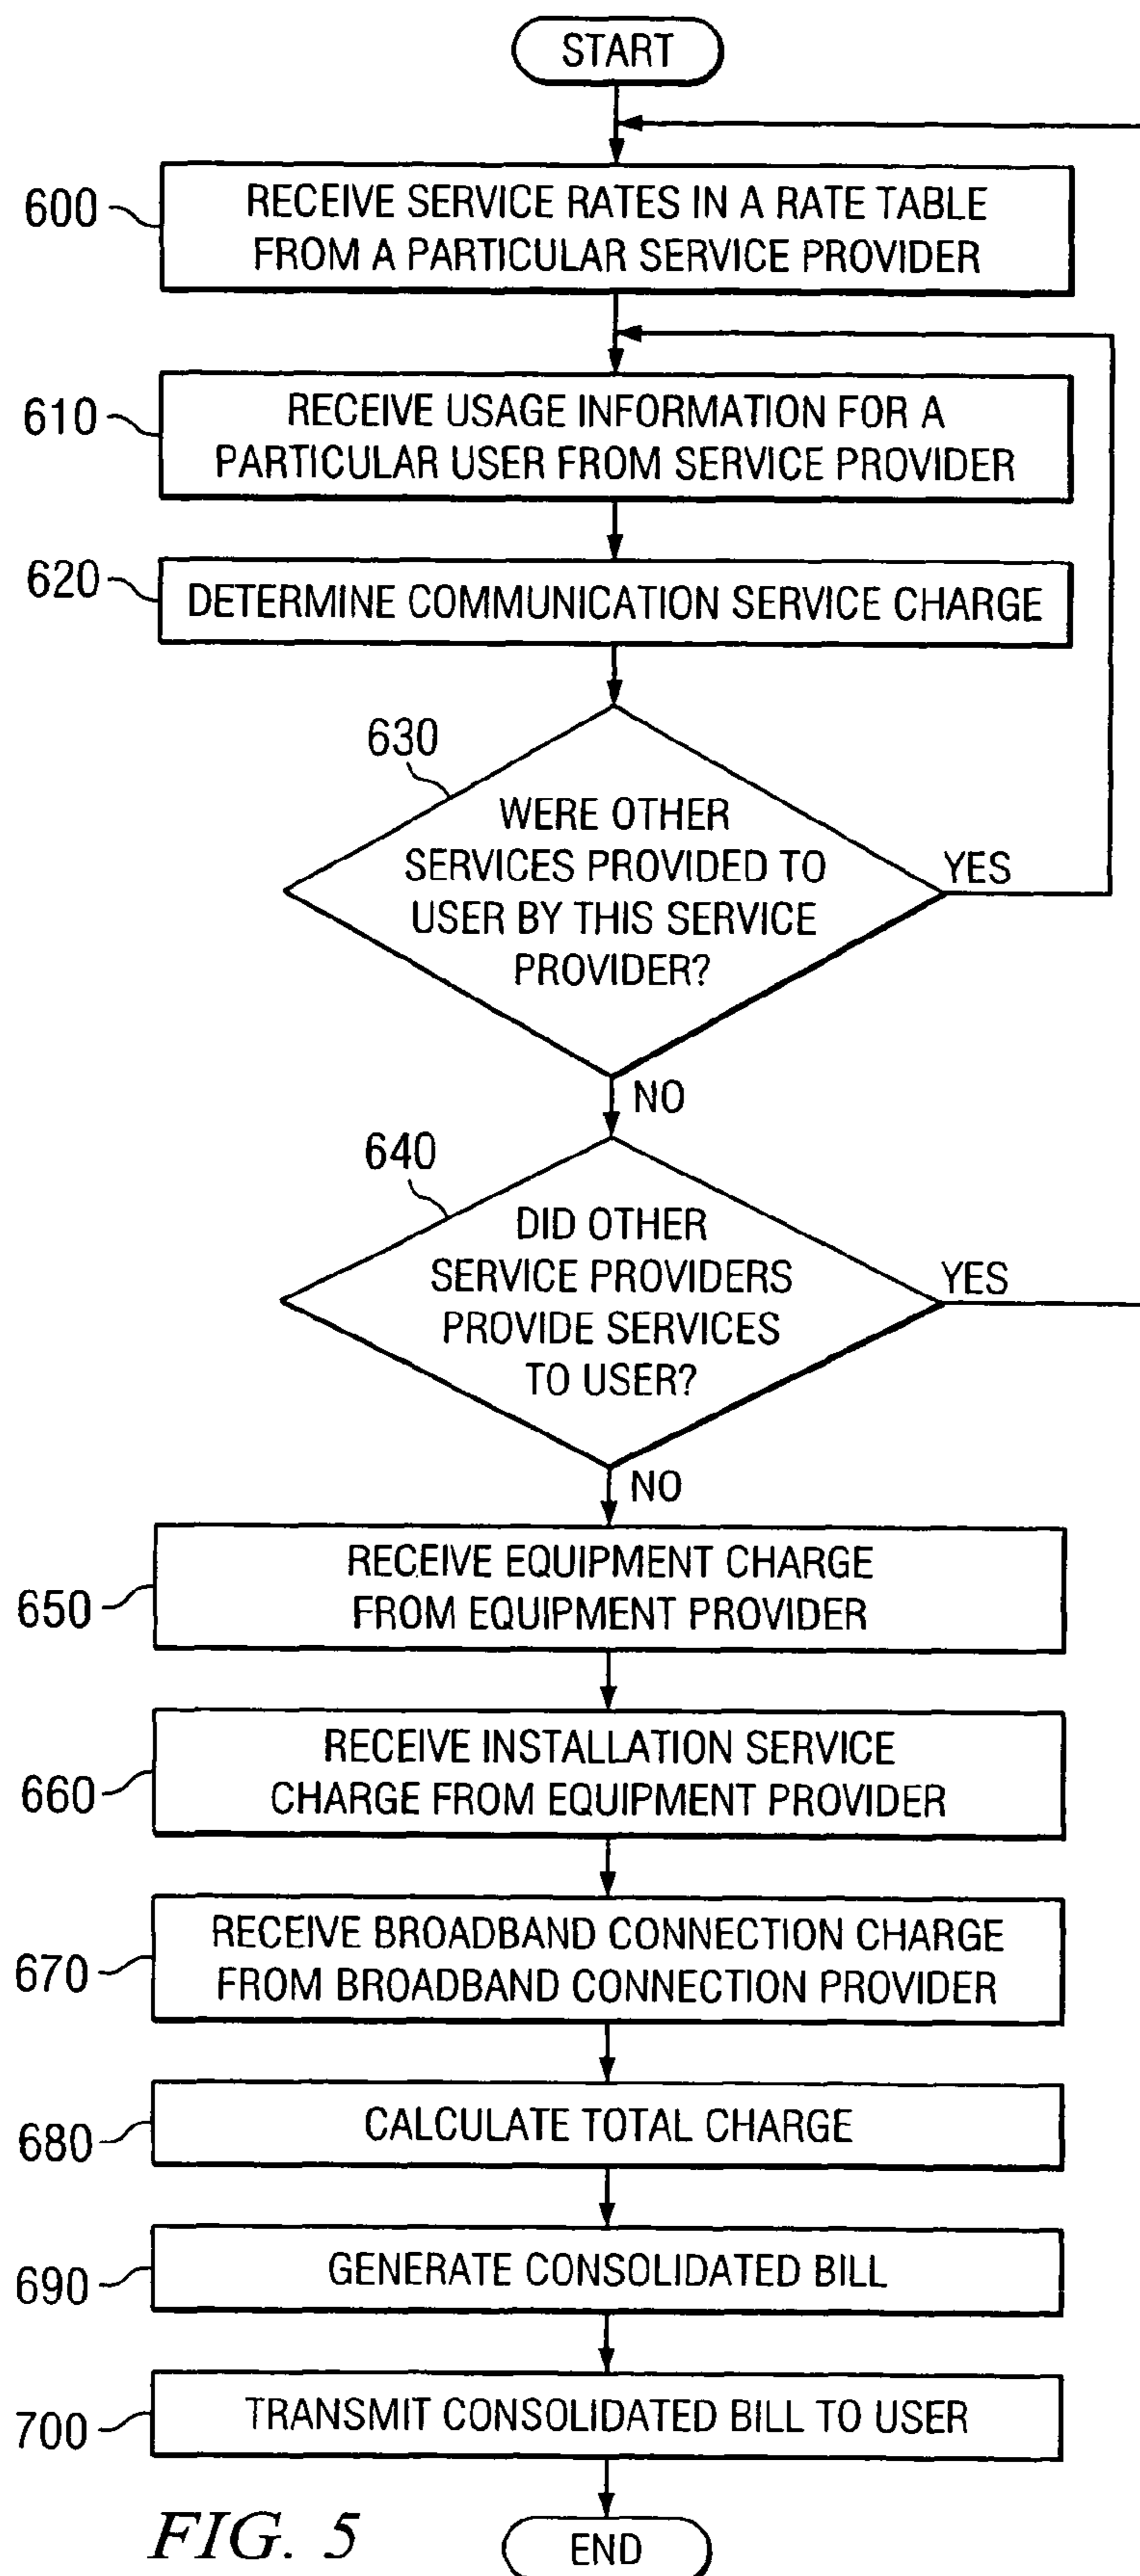 START
600
RECEIVE SERVICE RATES IN A RATE TABLE
FROM A PARTICULAR SERVICE PROVIDER
610
RECEIVE USAGE INFORMATION FOR A
PARTICULAR USER FROM SERVICE PROVIDER
620
DETERMINE COMMUNICATION SERVICE CHARGE
630
WERE OTHER
SERVICES PROVIDED TO
USER BY THIS SERVICE
PROVIDER?
YES
NO
640
DID OTHER
SERVICE PROVIDERS
PROVIDE SERVICES
TO USER?
YES
NO
650
RECEIVE EQUIPMENT CHARGE
FROM EQUIPMENT PROVIDER
660
RECEIVE INSTALLATION SERVICE
CHARGE FROM EQUIPMENT PROVIDER
670
RECEIVE BROADBAND CONNECTION CHARGE
FROM BROADBAND CONNECTION PROVIDER
680
CALCULATE TOTAL CHARGE
690
GENERATE CONSOLIDATED BILL
700
TRANSMIT CONSOLIDATED BILL TO USER
FIG. 5
END